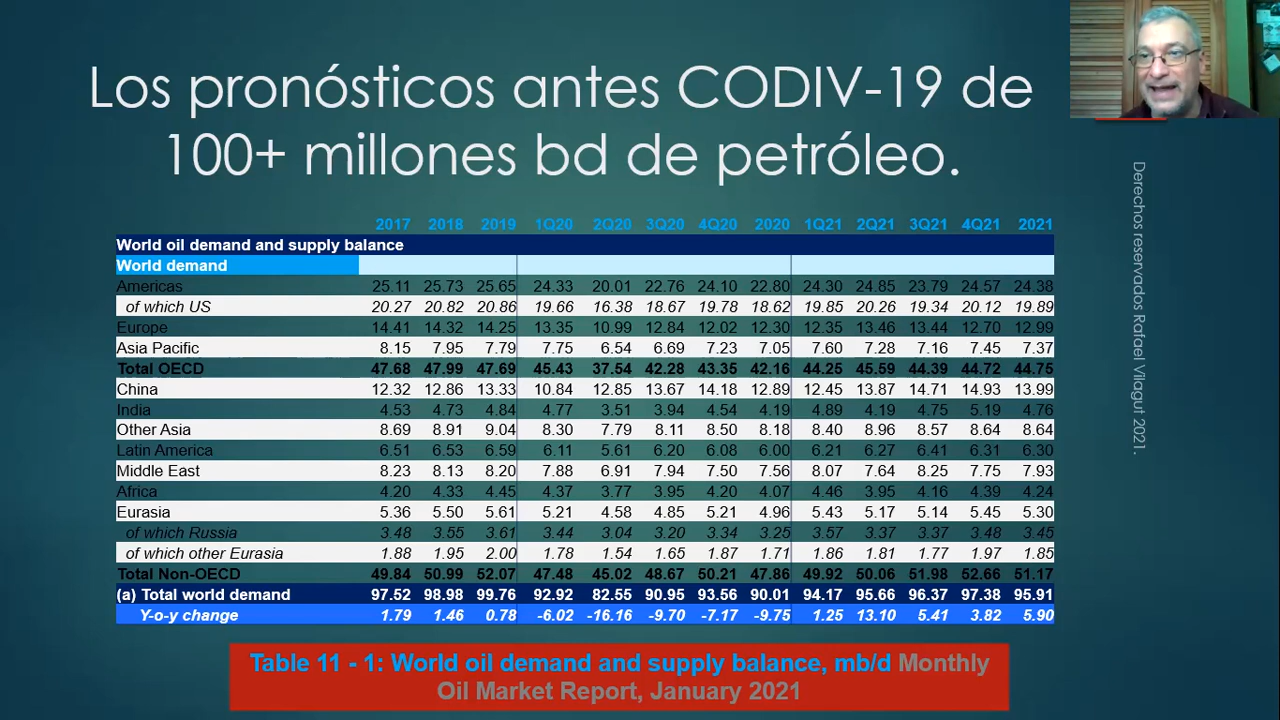 Los pronósticos antes CODIV-19 de
100+ millones bd de petróleo.
Derechos reservados Rafael Vilagut 2021.
2017 2018 2019 1Q20 2Q20 3Q20 4Q20 2020 1Q21 2Q21 3Q21 4Q21 2021
World oil demand and supply balance
World demand
Americas 25.11 25.73 25.65 24.33 20.01 22.76 24.10 22.80 24.30 24.85 23.79 24.57 24.38
of which US 20.27 20.82 20.86 19.66 16.38 18.67 19.78 18.62 19.85 20.26 19.34 20.12 19.89
Europe 14.41 14.32 14.25 13.35 10.99 12.84 12.02 12.30 12.35 13.46 13.44 12.70 12.99
Asia Pacific 8.15 7.95 7.79 7.75 6.54 6.69 7.23 7.05 7.60 7.28 7.16 7.45 7.37
Total OECD 47.68 47.99 47.69 45.43 37.54 42.28 43.35 42.16 44.25 45.59 44.39 44.72 44.75
China 12.32 12.86 13.33 10.84 12.85 13.67 14.18 12.89 12.45 13.87 14.71 14.93 13.99
India 4.53 4.73 4.84 4.77 3.51 3.94 4.54 4.19 4.89 4.19 4.75 5.19 4.76
Other Asia 8.69 8.91 9.04 8.30 7.79 8.11 8.50 8.18 8.40 8.96 8.57 8.64 8.64
Latin America 6.51 6.53 6.59 6.11 5.61 6.20 6.08 6.00 6.21 6.27 6.41 6.31 6.30
Middle East 8.23 8.13 8.20 7.88 6.91 7.94 7.50 7.56 8.07 7.64 8.25 7.75 7.93
Africa 4.20 4.33 4.45 4.37 3.77 3.95 4.20 4.07 4.46 3.95 4.16 4.39 4.24
Eurasia 5.36 5.50 5.61 5.21 4.58 4.85 5.21 4.96 5.43 5.17 5.14 5.45 5.30
of which Russia 3.48 3.55 3.61 3.44 3.04 3.20 3.34 3.25 3.57 3.37 3.37 3.48 3.45
of which other Eurasia 1.88 1.95 2.00 1.78 1.54 1.65 1.87 1.71 1.86 1.81 1.77 1.97 1.85
Total Non-OECD 49.84 50.99 52.07 47.48 45.02 48.67 50.21 47.86 49.92 50.06 51.98 52.66 51.17
(a) Total world demand 97.52 98.98 99.76 92.92 82.55 90.95 93.56 90.01 94.17 95.66 96.37 97.38 95.91
Y-o-y change 1.79 1.46 0.78 -6.02 -16.16 -9.70 -7.17 -9.75 1.25 13.10 5.41 3.82 5.90
Table 11 - 1: World oil demand and supply balance, mb/d Monthly
Oil Market Report, January 2021